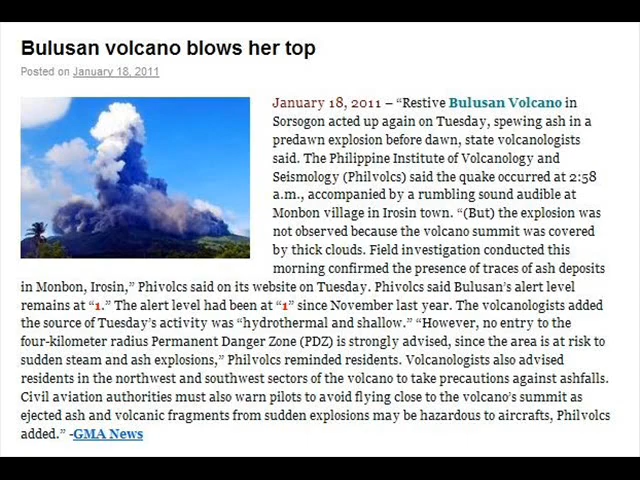 Bulusan volcano blows her top
Posted on January 18, 2011
January 18, 2011 – “Restive Bulusan Volcano in
Sorsogon acted up again on Tuesday, spewing ash in a
predawn explosion before dawn, state volcanologists
said. The Philippine Institute of Volcanology and
Seismology (Philvolcs) said the quake occurred at 2:58
a.m., accompanied by a rumbling sound audible at
Monbon village in Irosin town. “(But) the explosion was
not observed because the volcano summit was covered
by thick clouds. Field investigation conducted this
morning confirmed the presence of traces of ash deposits
in Monbon, Irosin,” Phivolcs said on its website on Tuesday. Phivolcs said Bulusan’s alert level
remains at “1.” The alert level had been at “1” since November last year. The volcanologists added
the source of Tuesday’s activity was “hydrothermal and shallow.” “However, no entry to the
four-kilometer radius Permanent Danger Zone (PDZ) is strongly advised, since the area is at risk to
sudden steam and ash explosions,” Philvolcs reminded residents. Volcanologists also advised
residents in the northwest and southwest sectors of the volcano to take precautions against ashfalls.
Civil aviation authorities must also warn pilots to avoid flying close to the volcano’s summit as
ejected ash and volcanic fragments from sudden explosions may be hazardous to aircrafts, Philvolcs
added.” -GMA News